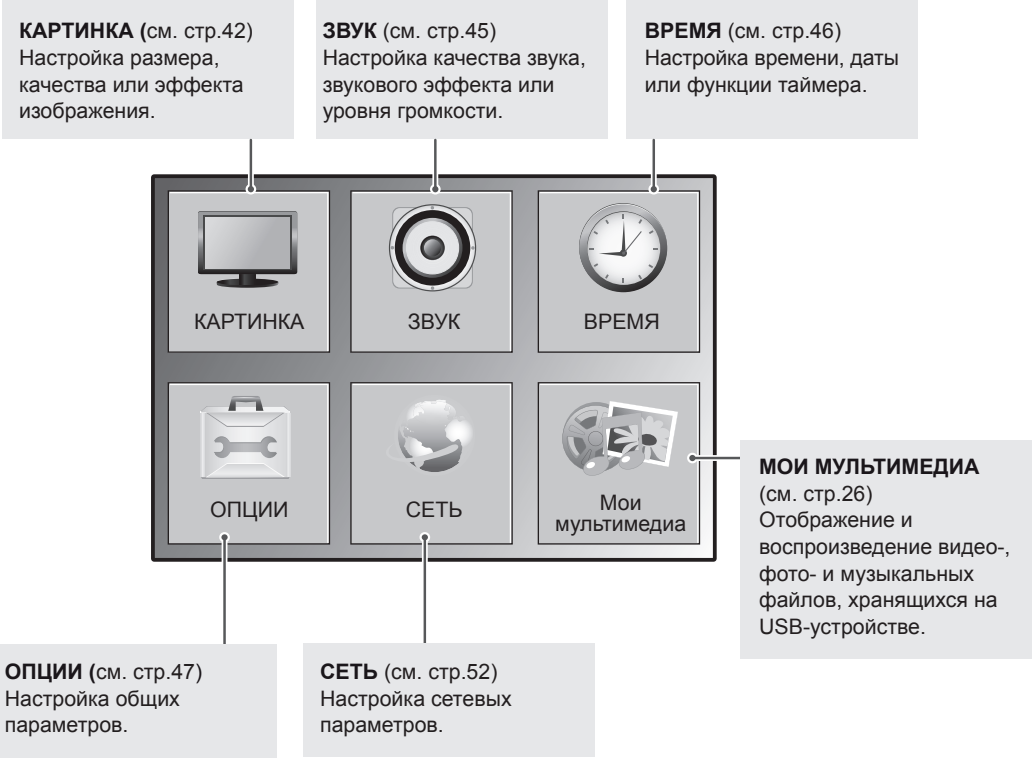 КАРТИНКА (см. стр.42)
Настройка размера,
качества или эффекта
изображения.
ЗВУК (см. стр.45)
Настройка качества звука,
звукового эффекта или
уровня громкости.
ВРЕМЯ (см. стр.46)
Настройка времени, даты
или функции таймера.
КАРТИНКА
ЗВУК
ВРЕМЯ
ОПЦИИ
СЕТЬ
Мои
мультимедиа
МОИ МУЛЬТИМЕДИА
(см. стр.26)
Отображение и
воспроизведение видео-,
фото- и музыкальных
файлов, хранящихся на
USB-устройстве.
ОПЦИИ (см. стр.47)
Настройка общих
параметров.
СЕТЬ (см. стр.52)
Настройка сетевых
параметров.